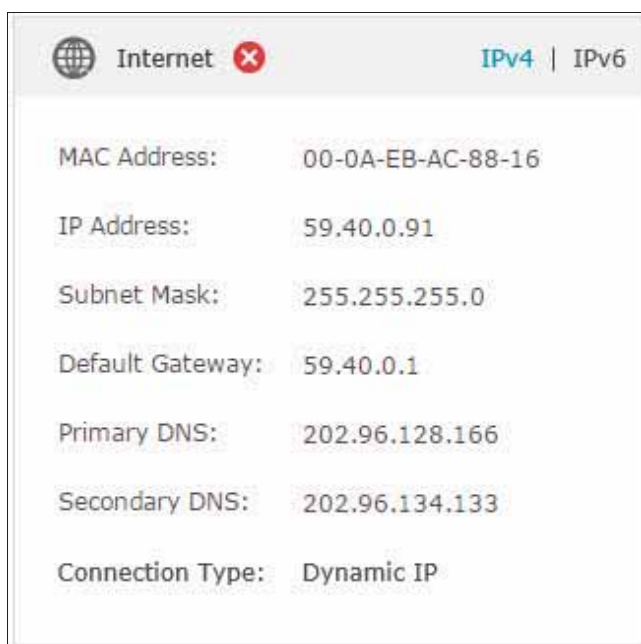 Internet IPv4 | IPv6
MAC Address: 00-0A-EB-AC-88-16
IP Address: 59.40.0.91
Subnet Mask: 255.255.255.0
Default Gateway: 59.40.0.1
Primary DNS: 202.96.128.166
Secondary DNS: 202.96.134.133
Connection Type: Dynamic IP